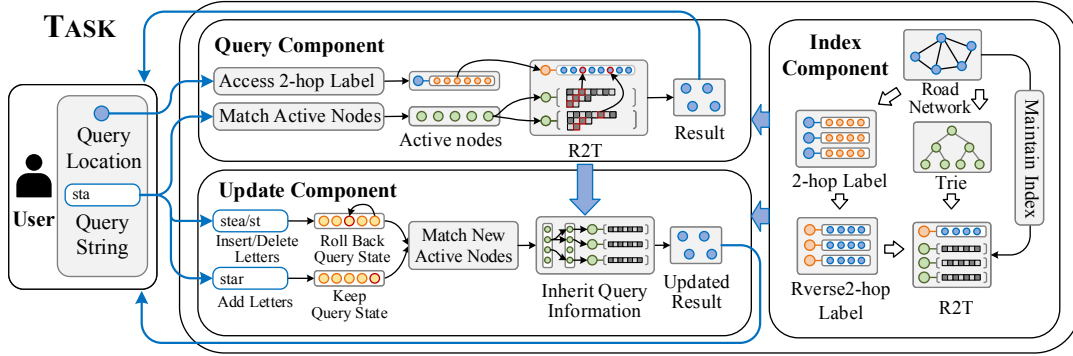 TASK
User
Query
Location
sta
Query
String
Query Component
Access 2-hop Label
Match Active Nodes
Active nodes
R2T
Result
Update Component
stea/st
Insert/Delete
Letters
star
Add Letters
Roll Back
Query State
Keep
Query State
Match New
Active Nodes
Inherit Query
Information
Updated
Result
Index
Component
Road
Network
Maintain Index
2-hop Label
Trie
Rverse2-hop
Label
R2T